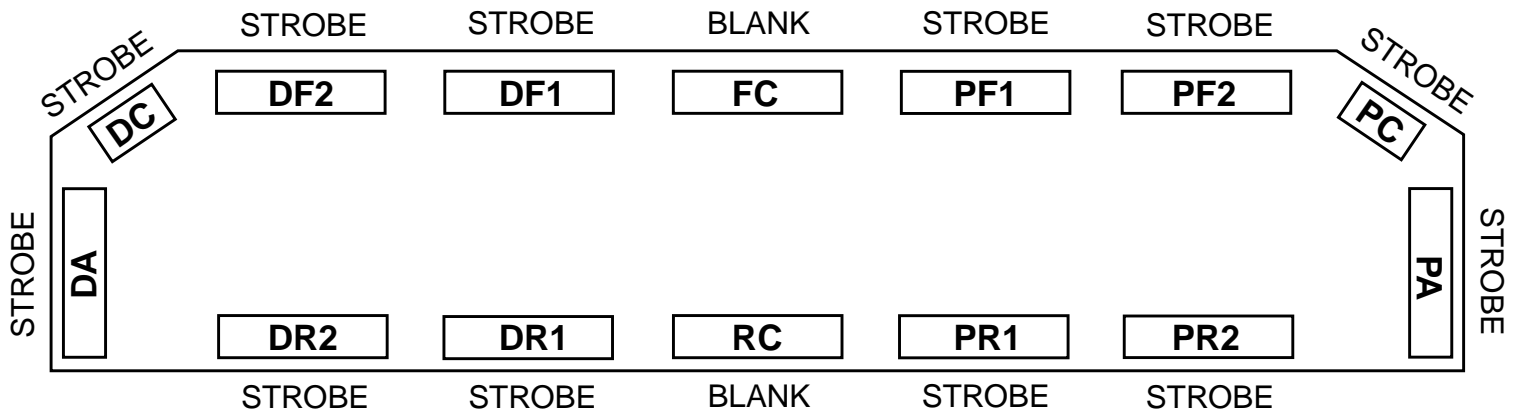 STROBE STROBE STROBE BLANK STROBE STROBE STROBE
DC DF2 DF1 FC PF1 PF2 PC
STROBE DA PA STROBE
DR2 DR1 RC PR1 PR2
STROBE STROBE BLANK STROBE STROBE